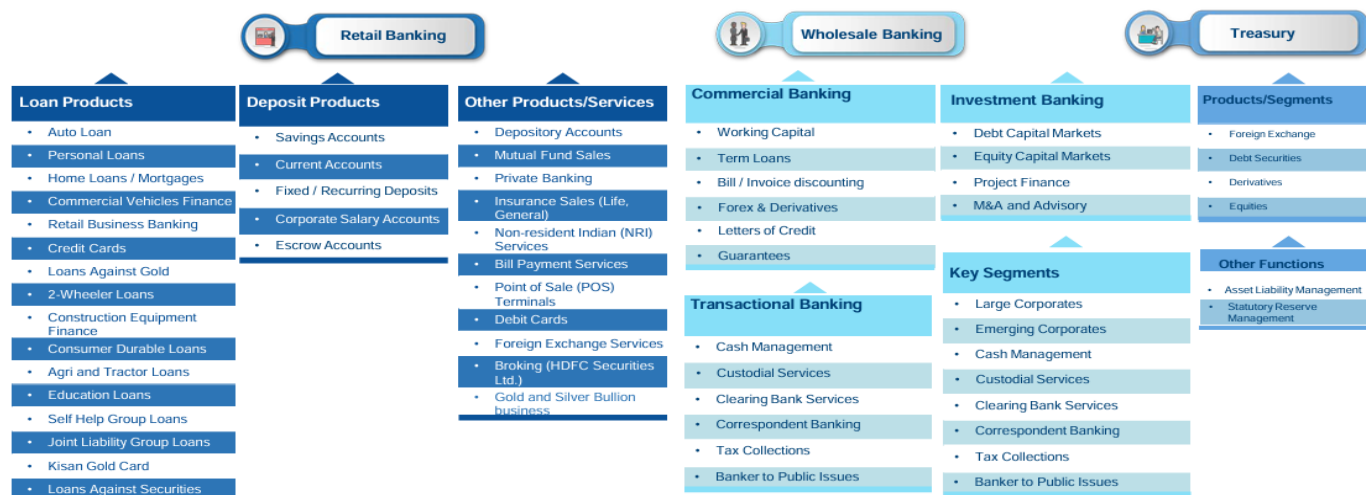 Retail Banking
Wholesale Banking
Treasury
Loan Products
• Auto Loan
• Personal Loans
• Home Loans / Mortgages
• Commercial Vehicles Finance
• Retail Business Banking
• Credit Cards
• Loans Against Gold
• 2-Wheeler Loans
• Construction Equipment
Finance
• Consumer Durable Loans
• Agri and Tractor Loans
• Education Loans
• Self Help Group Loans
• Joint Liability Group Loans
• Kisan Gold Card
• Loans Against Securities
Deposit Products
• Savings Accounts
• Current Accounts
• Fixed / Recurring Deposits
• Corporate Salary Accounts
• Escrow Accounts
Other Products/Services
• Depository Accounts
• Mutual Fund Sales
• Private Banking
• Insurance Sales (Life,
General)
• Non-resident Indian (NRI)
Services
• Bill Payment Services
• Point of Sale (POS)
Terminals
• Debit Cards
• Foreign Exchange Services
• Broking (HDFC Securities
Ltd.)
• Gold and Silver Bullion
business
Commercial Banking
• Working Capital
• Term Loans
• Bill / Invoice discounting
• Forex & Derivatives
• Letters of Credit
• Guarantees
Transactional Banking
• Cash Management
• Custodial Services
• Clearing Bank Services
• Correspondent Banking
• Tax Collections
• Banker to Public Issues
Investment Banking
• Debt Capital Markets
• Equity Capital Markets
• Project Finance
• M&A and Advisory
Key Segments
• Large Corporates
• Emerging Corporates
• Cash Management
• Custodial Services
• Clearing Bank Services
• Correspondent Banking
• Tax Collections
• Banker to Public Issues
Products/Segments
• Foreign Exchange
• Debt Securities
• Derivatives
• Equities
Other Functions
• Asset Liability Management
• Statutory Reserve
Management